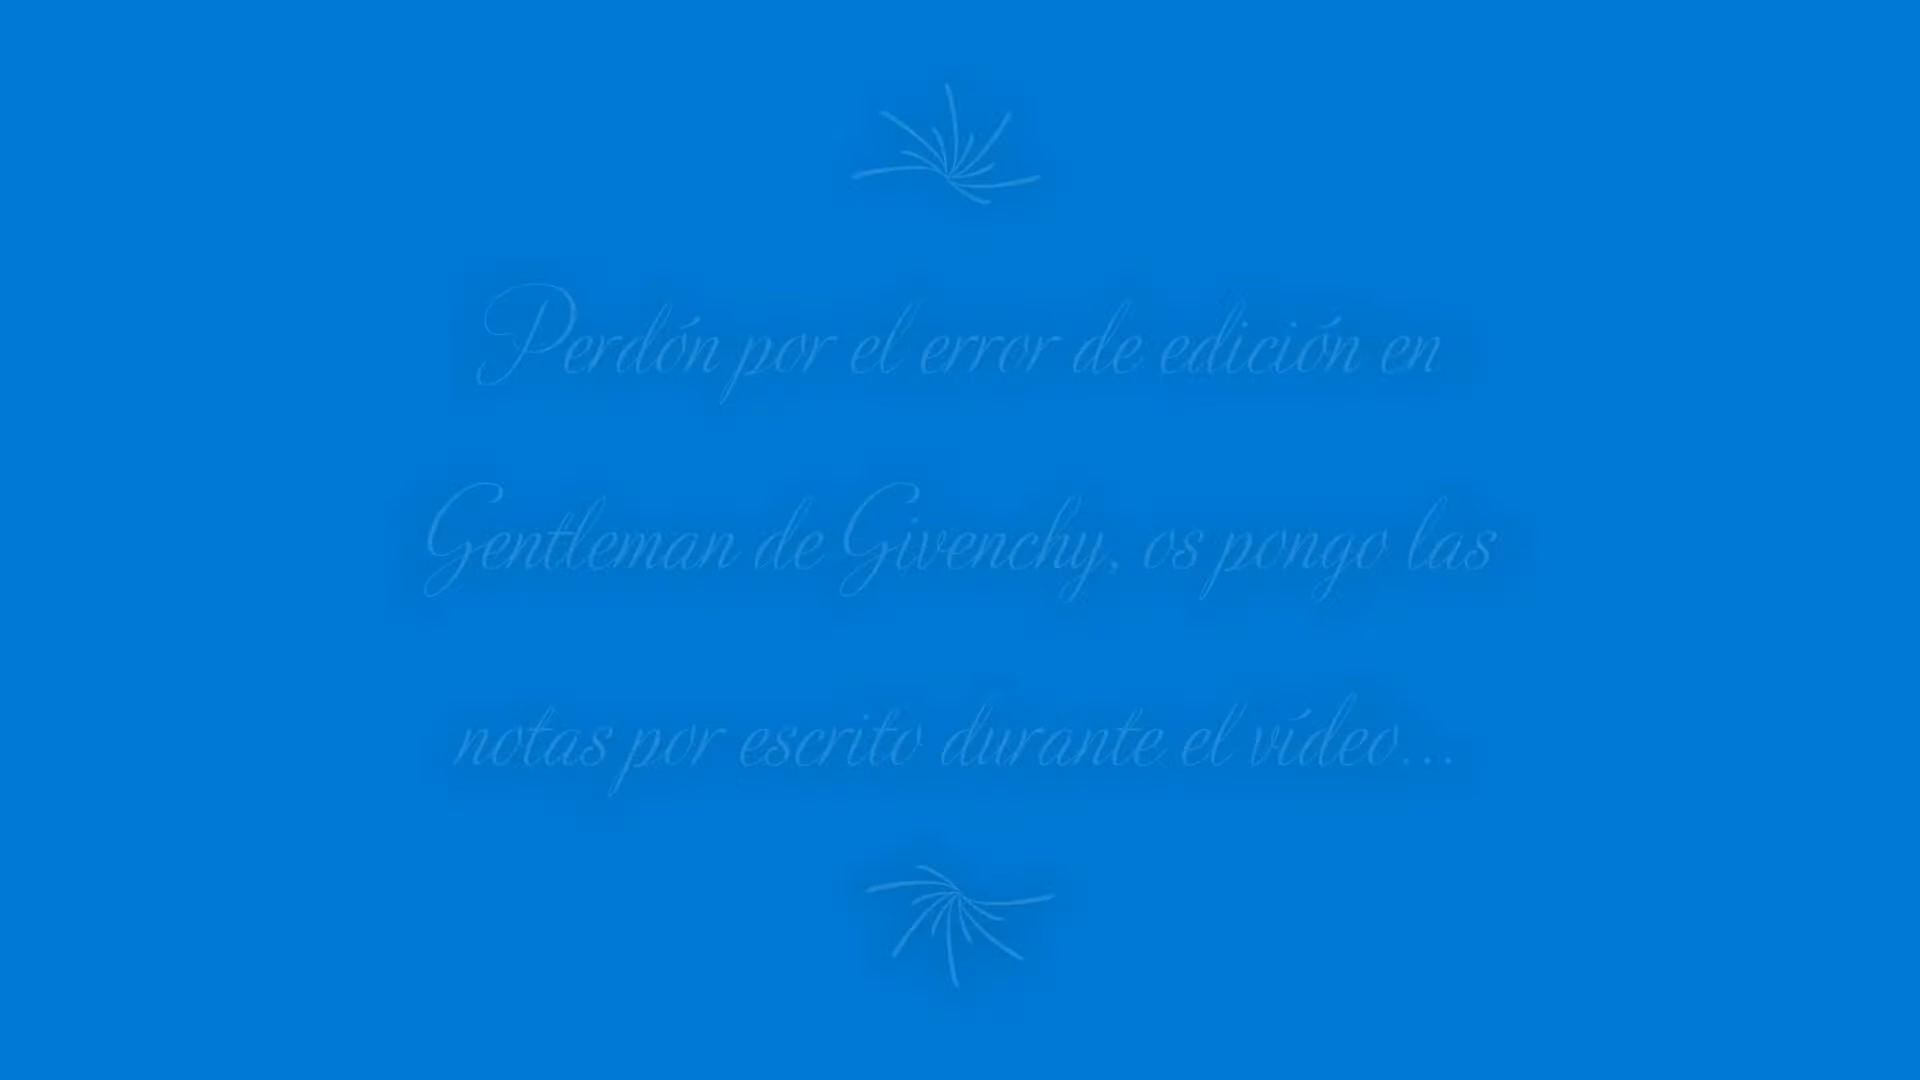 Perdón por el error de edición en
Gentleman de Givenchy, os pongo las
notas por escrito durante el vídeo...